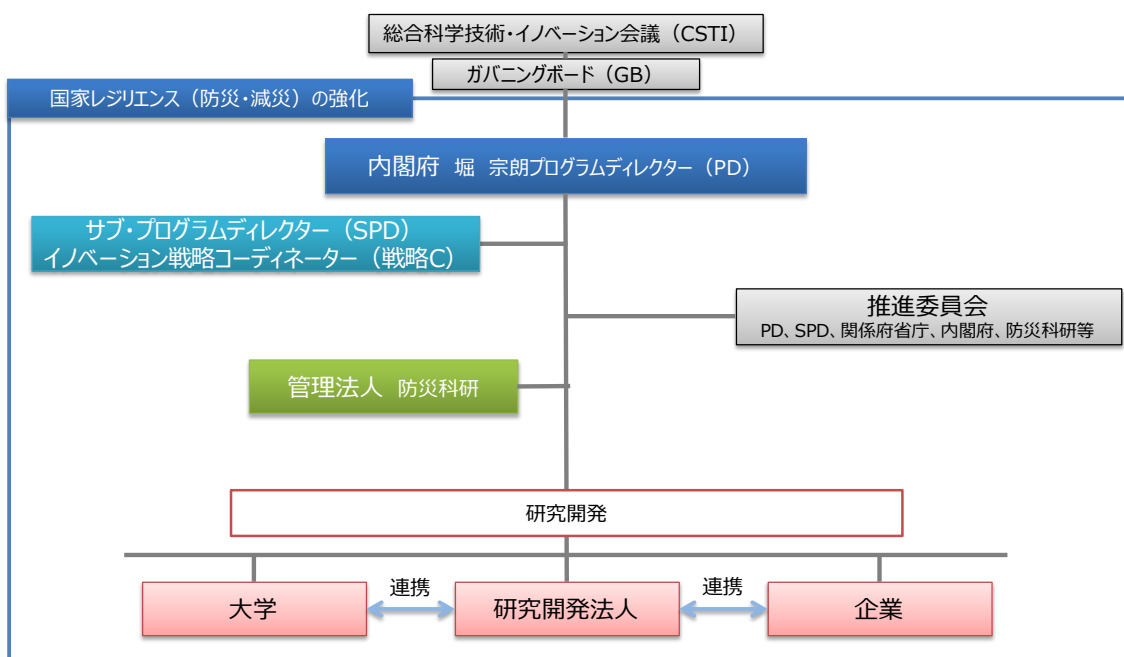 総合科学技術・イノベーション会議（CSTI）
ガバニングボード（GB）
国家レジリエンス（防災・減災）の強化
内閣府 堀 宗朗プログラムディレクター（PD）
サブ・プログラムディレクター（SPD）
イノベーション戦略コーディネーター（戦略C）
推進委員会
PD、SPD、関係府省庁、内閣府、防災科研等
管理法人 防災科研
研究開発
大学
連携
研究開発法人
連携
企業